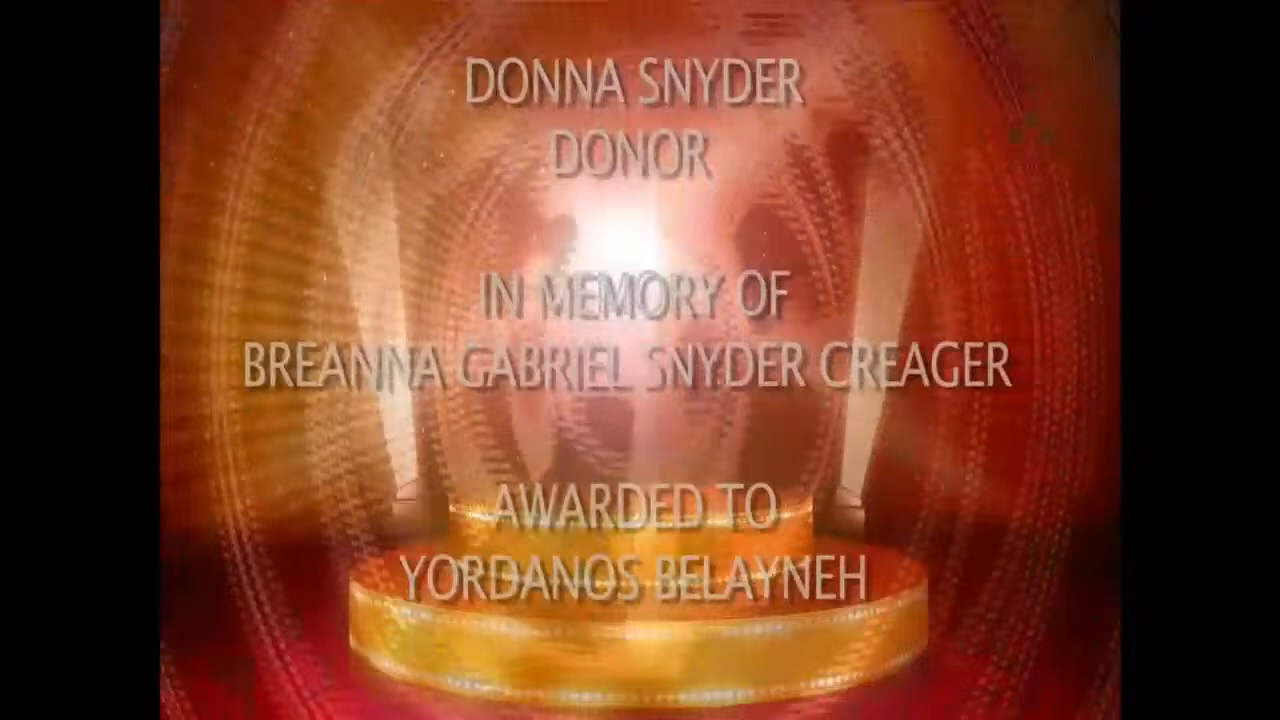 DONNA SNYDER
DONOR
IN MEMORY OF
BREANNA GABRIEL SNYDER CREAGER
AWARDED TO
YORDANOS BELAYNEH